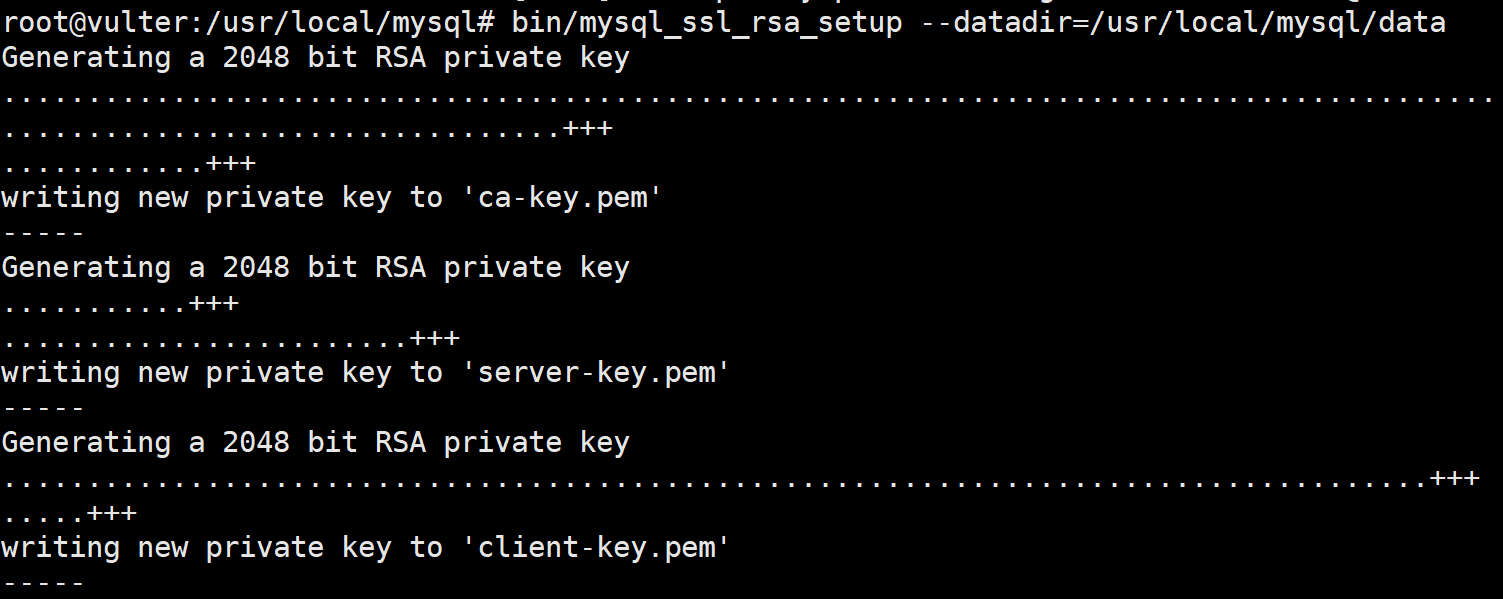 root@vulter:/usr/local/mysql# bin/mysql_ssl_rsa_setup --datadir=/usr/local/mysql/data
Generating a 2048 bit RSA private key
........................................................................................
.................................+++
............+++
writing new private key to 'ca-key.pem'
-----
Generating a 2048 bit RSA private key
...........+++
........................+++
writing new private key to 'server-key.pem'
-----
Generating a 2048 bit RSA private key
....................................................................................+++
.....+++
writing new private key to 'client-key.pem'
-----